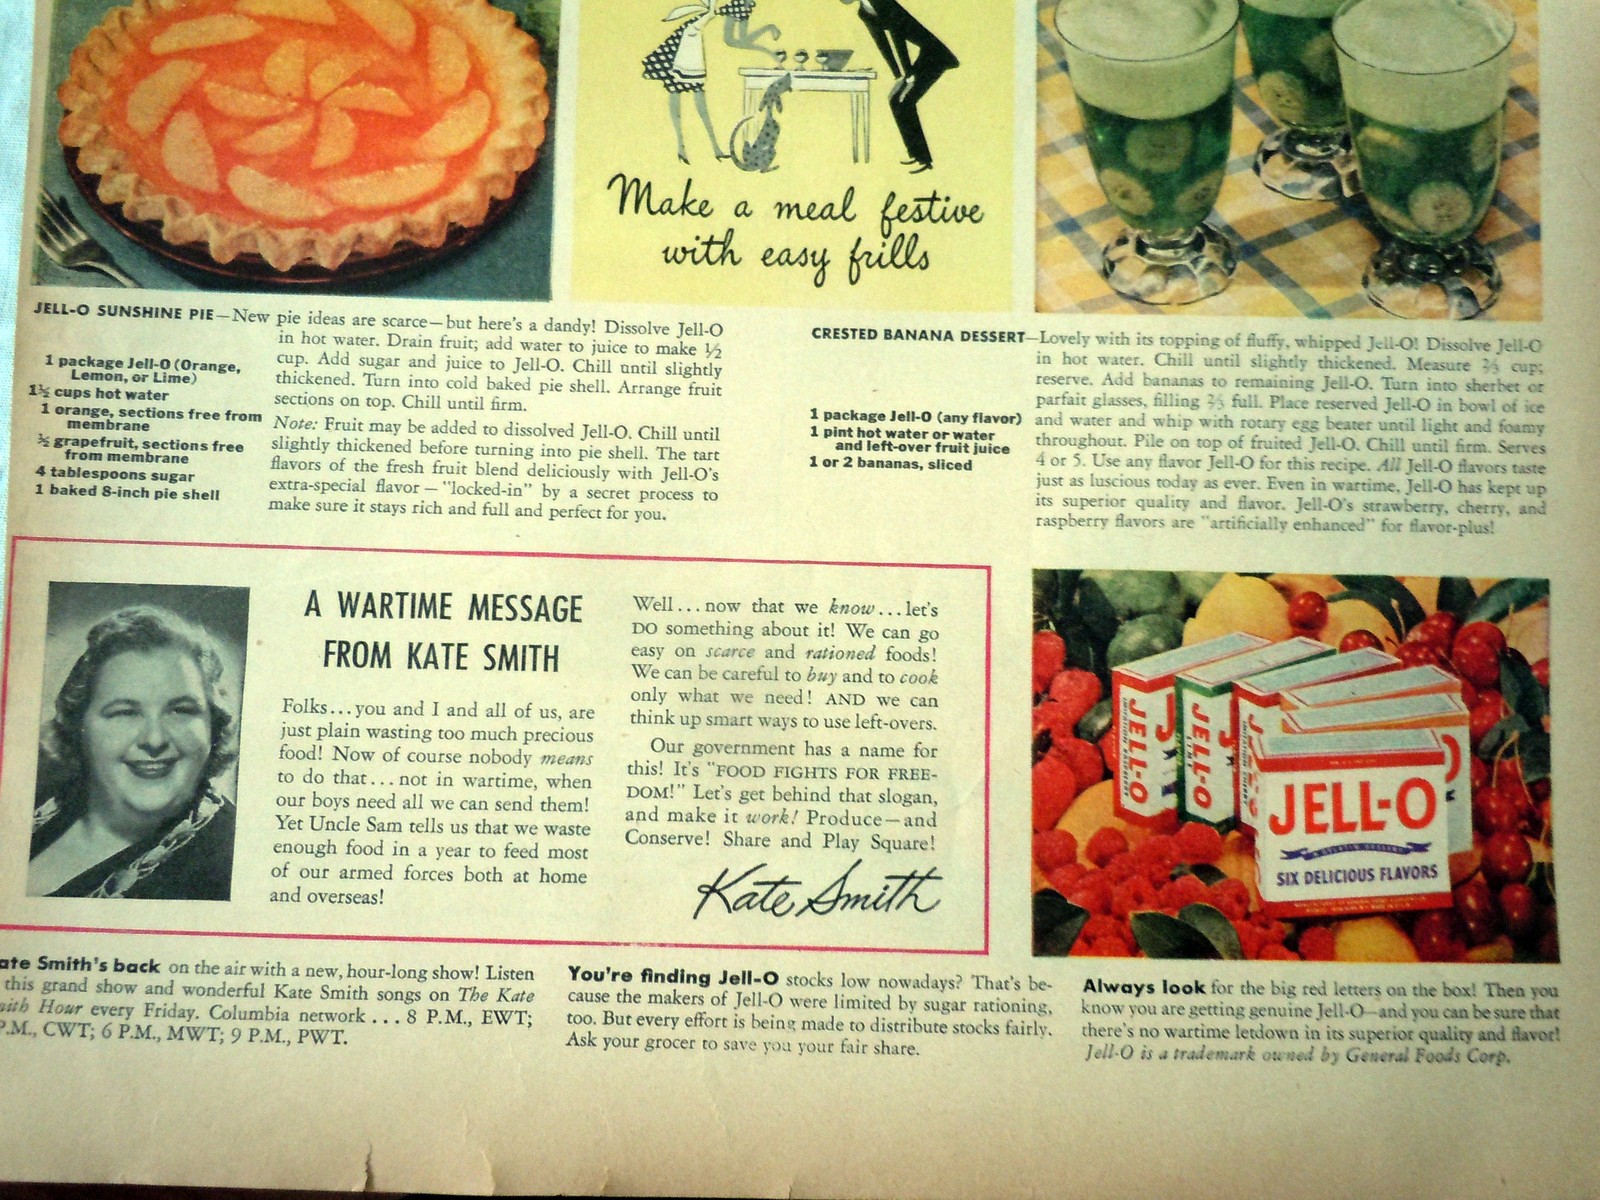 Make a meal festive
with easy frills
JELL-O SUNSHINE PIE—New pie ideas are scarce—but here's a dandy! Dissolve Jell-O
in hot water. Drain fruit; add water to juice to make ½
cup. Add sugar and juice to Jell-O. Chill until slightly
thickened. Turn into cold baked pie shell. Arrange fruit
sections on top. Chill until firm.
Note: Fruit may be added to dissolved Jell-O. Chill until
slightly thickened before turning into pie shell. The tart
flavors of the fresh fruit blend deliciously with Jell-O's
extra-special flavor — "locked-in" by a secret process to
make sure it stays rich and full and perfect for you.
1 package Jell-O (Orange,
Lemon, or Lime)
1½ cups hot water
1 orange, sections free from
membrane
½ grapefruit, sections free
from membrane
4 tablespoons sugar
1 baked 8-inch pie shell
CRESTED BANANA DESSERT—Lovely with its topping of fluffy, whipped Jell-O! Dissolve Jell-O
in hot water. Chill until slightly thickened. Measure ⅔ cup;
reserve. Add bananas to remaining Jell-O. Turn into sherbet or
parfait glasses, filling ⅔ full. Place reserved Jell-O in bowl of ice
and water and whip with rotary egg beater until light and foamy
throughout. Pile on top of fruited Jell-O. Chill until firm. Serves
4 or 5. Use any flavor Jell-O for this recipe. All Jell-O flavors taste
just as luscious today as ever. Even in wartime, Jell-O has kept up
its superior quality and flavor. Jell-O's strawberry, cherry, and
raspberry flavors are "artificially enhanced" for flavor-plus!
1 package Jell-O (any flavor)
1 pint hot water or water
and left-over fruit juice
1 or 2 bananas, sliced
A WARTIME MESSAGE
FROM KATE SMITH
Folks...you and I and all of us, are
just plain wasting too much precious
food! Now of course nobody means
to do that...not in wartime, when
our boys need all we can send them!
Yet Uncle Sam tells us that we waste
enough food in a year to feed most
of our armed forces both at home
and overseas!
Well...now that we know...let's
DO something about it! We can go
easy on scarce and rationed foods!
We can be careful to buy and to cook
only what we need! AND we can
think up smart ways to use left-overs.
Our government has a name for
this! It's "FOOD FIGHTS FOR FREE-
DOM!" Let's get behind that slogan,
and make it work! Produce—and
Conserve! Share and Play Square!
Kate Smith
JELL-O
JELL-O
JELL-O
JELL-O
A GELATIN DESSERT
SIX DELICIOUS FLAVORS
ate Smith's back on the air with a new, hour-long show! Listen
this grand show and wonderful Kate Smith songs on The Kate
mith Hour every Friday. Columbia network...8 P.M., EWT;
P.M., CWT; 6 P.M., MWT; 9 P.M., PWT.
You're finding Jell-O stocks low nowadays? That's be-
cause the makers of Jell-O were limited by sugar rationing,
too. But every effort is being made to distribute stocks fairly.
Ask your grocer to save you your fair share.
Always look for the big red letters on the box! Then you
know you are getting genuine Jell-O—and you can be sure that
there's no wartime letdown in its superior quality and flavor!
Jell-O is a trademark owned by General Foods Corp.